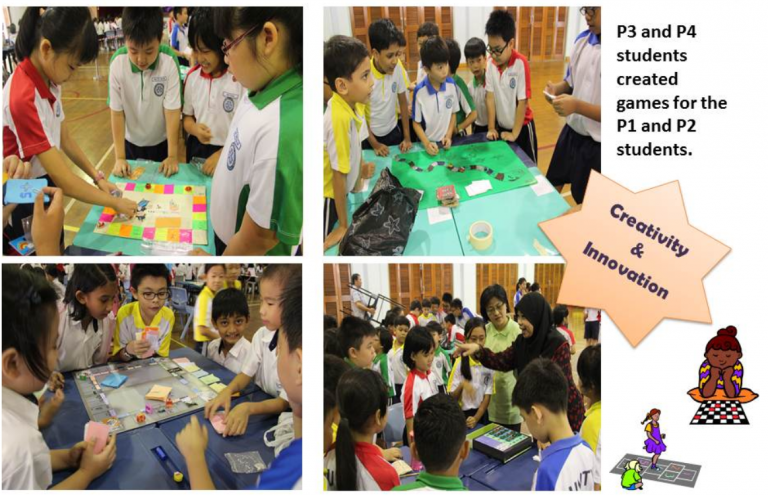 P3 and P4
students
created
games for the
P1 and P2
students.
Creativity
&
Innovation